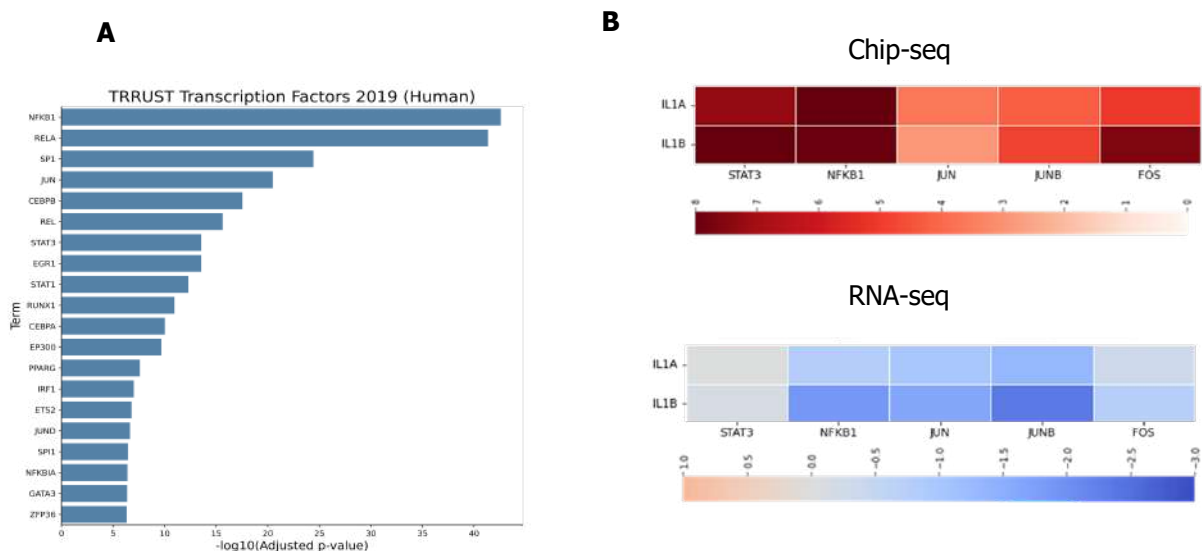 A
TRRUST Transcription Factors 2019 (Human)
Term
NFKB1
RELA
SP1
JUN
CEBPB
REL
STAT3
EGR1
STAT1
RUNX1
CEBPA
EP300
PPARG
IRF1
ETS2
JUND
SPI1
NFKBIA
GATA3
ZFP36
0 5 10 15 20 25 30 35 40
-log10(Adjusted p-value)
B
Chip-seq
IL1A
IL1B
STAT3 NFKB1 JUN JUNB FOS
8 7 6 5 4 3 2 1 0
RNA-seq
IL1A
IL1B
STAT3 NFKB1 JUN JUNB FOS
1.0 0.5 0.0 −0.5 −1.0 −1.5 −2.0 −2.5 −3.0